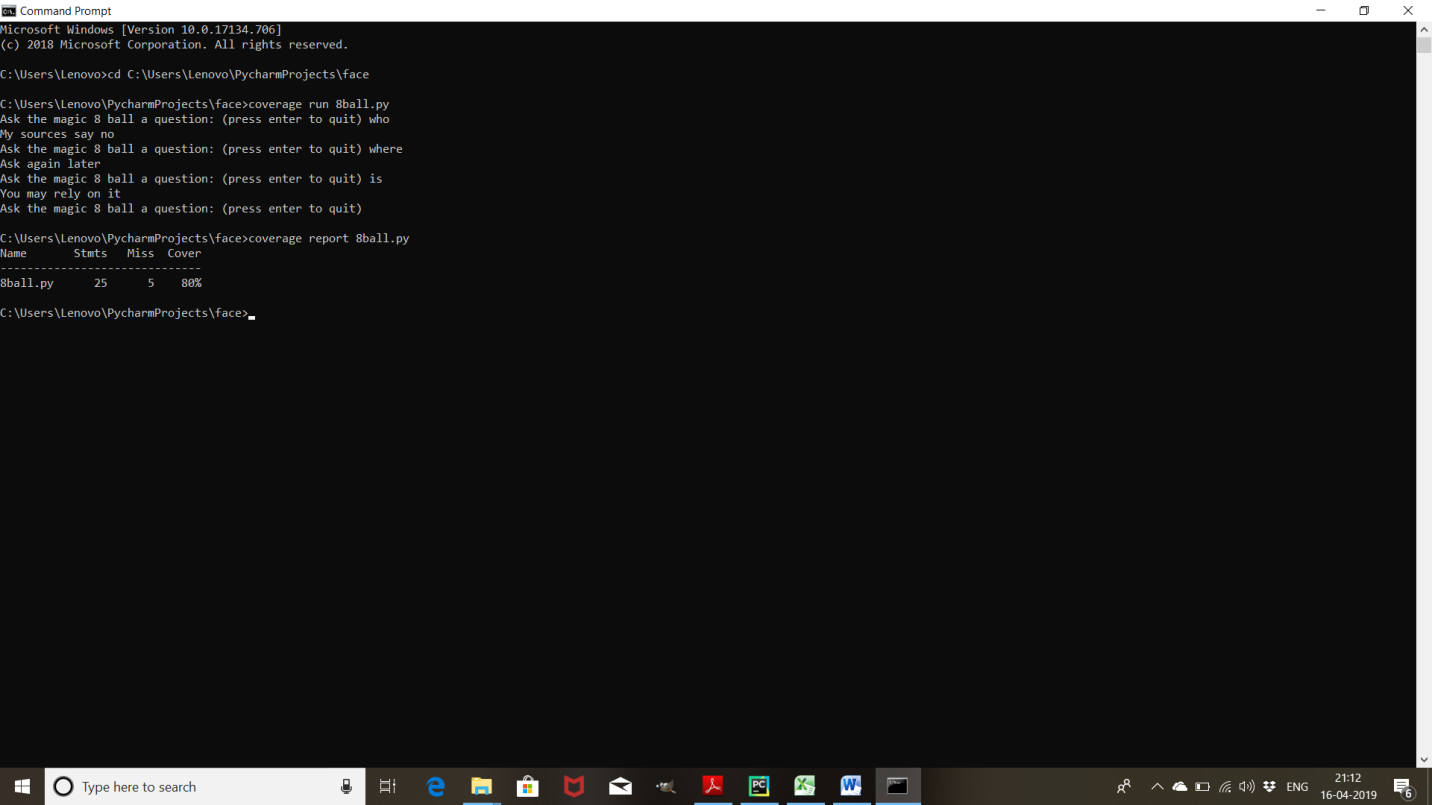 Command Prompt
Microsoft Windows [Version 10.0.17134.706]
(c) 2018 Microsoft Corporation. All rights reserved.
C:\Users\Lenovo>cd C:\Users\Lenovo\PycharmProjects\face
C:\Users\Lenovo\PycharmProjects\face>coverage run 8ball.py
Ask the magic 8 ball a question: (press enter to quit) who
My sources say no
Ask the magic 8 ball a question: (press enter to quit) where
Ask again later
Ask the magic 8 ball a question: (press enter to quit) is
You may rely on it
Ask the magic 8 ball a question: (press enter to quit)
C:\Users\Lenovo\PycharmProjects\face>coverage report 8ball.py
Name       Stmts   Miss  Cover
------------------------------
8ball.py      25      5    80%
C:\Users\Lenovo\PycharmProjects\face>
Type here to search
ENG
21:12
16-04-2019
6